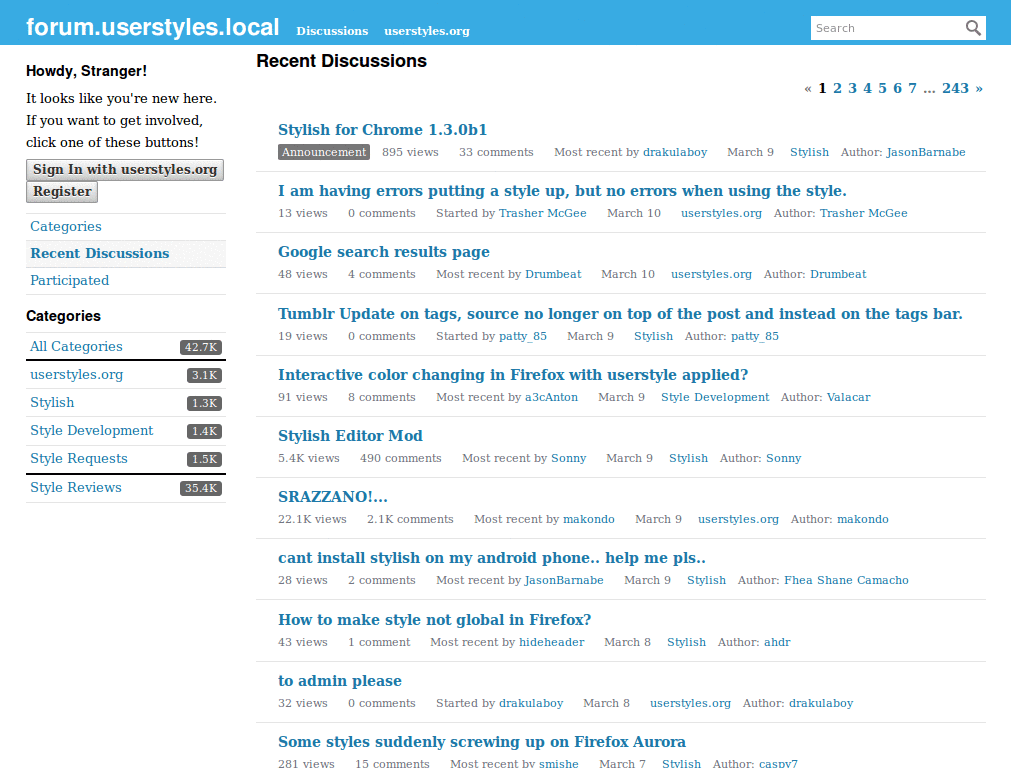 forum.userstyles.local Discussions userstyles.org Search
Howdy, Stranger!
It looks like you're new here.
If you want to get involved,
click one of these buttons!
Sign In with userstyles.org
Register
Categories
Recent Discussions
Participated
Categories
All Categories 42.7K
userstyles.org 3.1K
Stylish 1.3K
Style Development 1.4K
Style Requests 1.5K
Style Reviews 35.4K
Recent Discussions
« 1 2 3 4 5 6 7 … 243 »
Stylish for Chrome 1.3.0b1
Announcement 895 views 33 comments Most recent by drakulaboy March 9 Stylish Author: JasonBarnabe
I am having errors putting a style up, but no errors when using the style.
13 views 0 comments Started by Trasher McGee March 10 userstyles.org Author: Trasher McGee
Google search results page
48 views 4 comments Most recent by Drumbeat March 10 userstyles.org Author: Drumbeat
Tumblr Update on tags, source no longer on top of the post and instead on the tags bar.
19 views 0 comments Started by patty_85 March 9 Stylish Author: patty_85
Interactive color changing in Firefox with userstyle applied?
91 views 8 comments Most recent by a3cAnton March 9 Style Development Author: Valacar
Stylish Editor Mod
5.4K views 490 comments Most recent by Sonny March 9 Stylish Author: Sonny
SRAZZANO!...
22.1K views 2.1K comments Most recent by makondo March 9 userstyles.org Author: makondo
cant install stylish on my android phone.. help me pls..
28 views 2 comments Most recent by JasonBarnabe March 9 Stylish Author: Fhea Shane Camacho
How to make style not global in Firefox?
43 views 1 comment Most recent by hideheader March 8 Stylish Author: ahdr
to admin please
32 views 0 comments Started by drakulaboy March 8 userstyles.org Author: drakulaboy
Some styles suddenly screwing up on Firefox Aurora
281 views 15 comments Most recent by smishe March 7 Stylish Author: caspy7